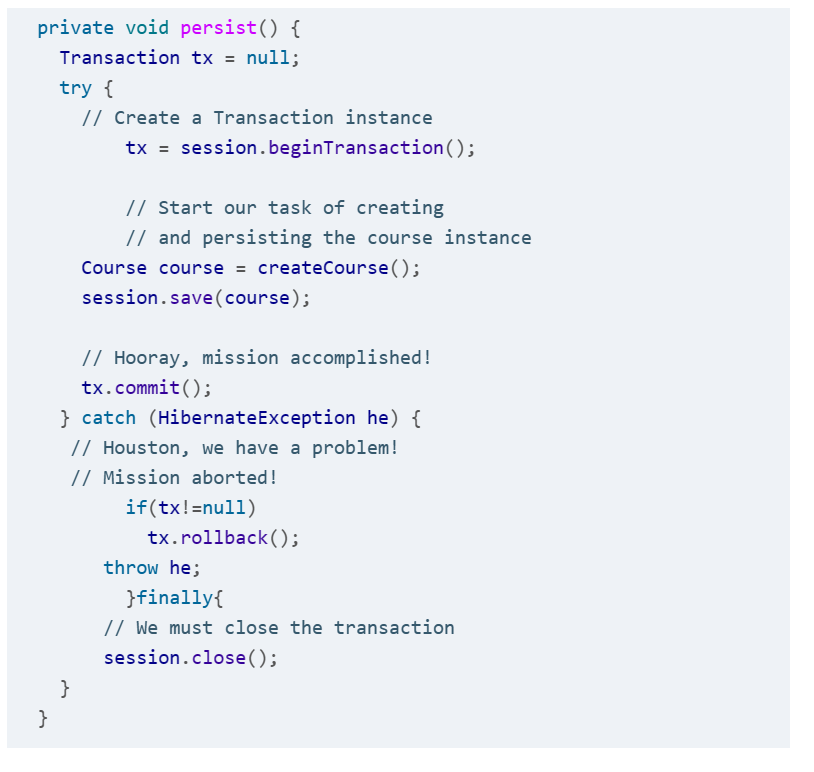 private void persist() {
  Transaction tx = null;
  try {
    // Create a Transaction instance
        tx = session.beginTransaction();

        // Start our task of creating
        // and persisting the course instance
    Course course = createCourse();
    session.save(course);

    // Hooray, mission accomplished!
    tx.commit();
  } catch (HibernateException he) {
   // Houston, we have a problem!
   // Mission aborted!
        if(tx!=null)
          tx.rollback();
      throw he;
        }finally{
      // We must close the transaction
      session.close();
  }
}